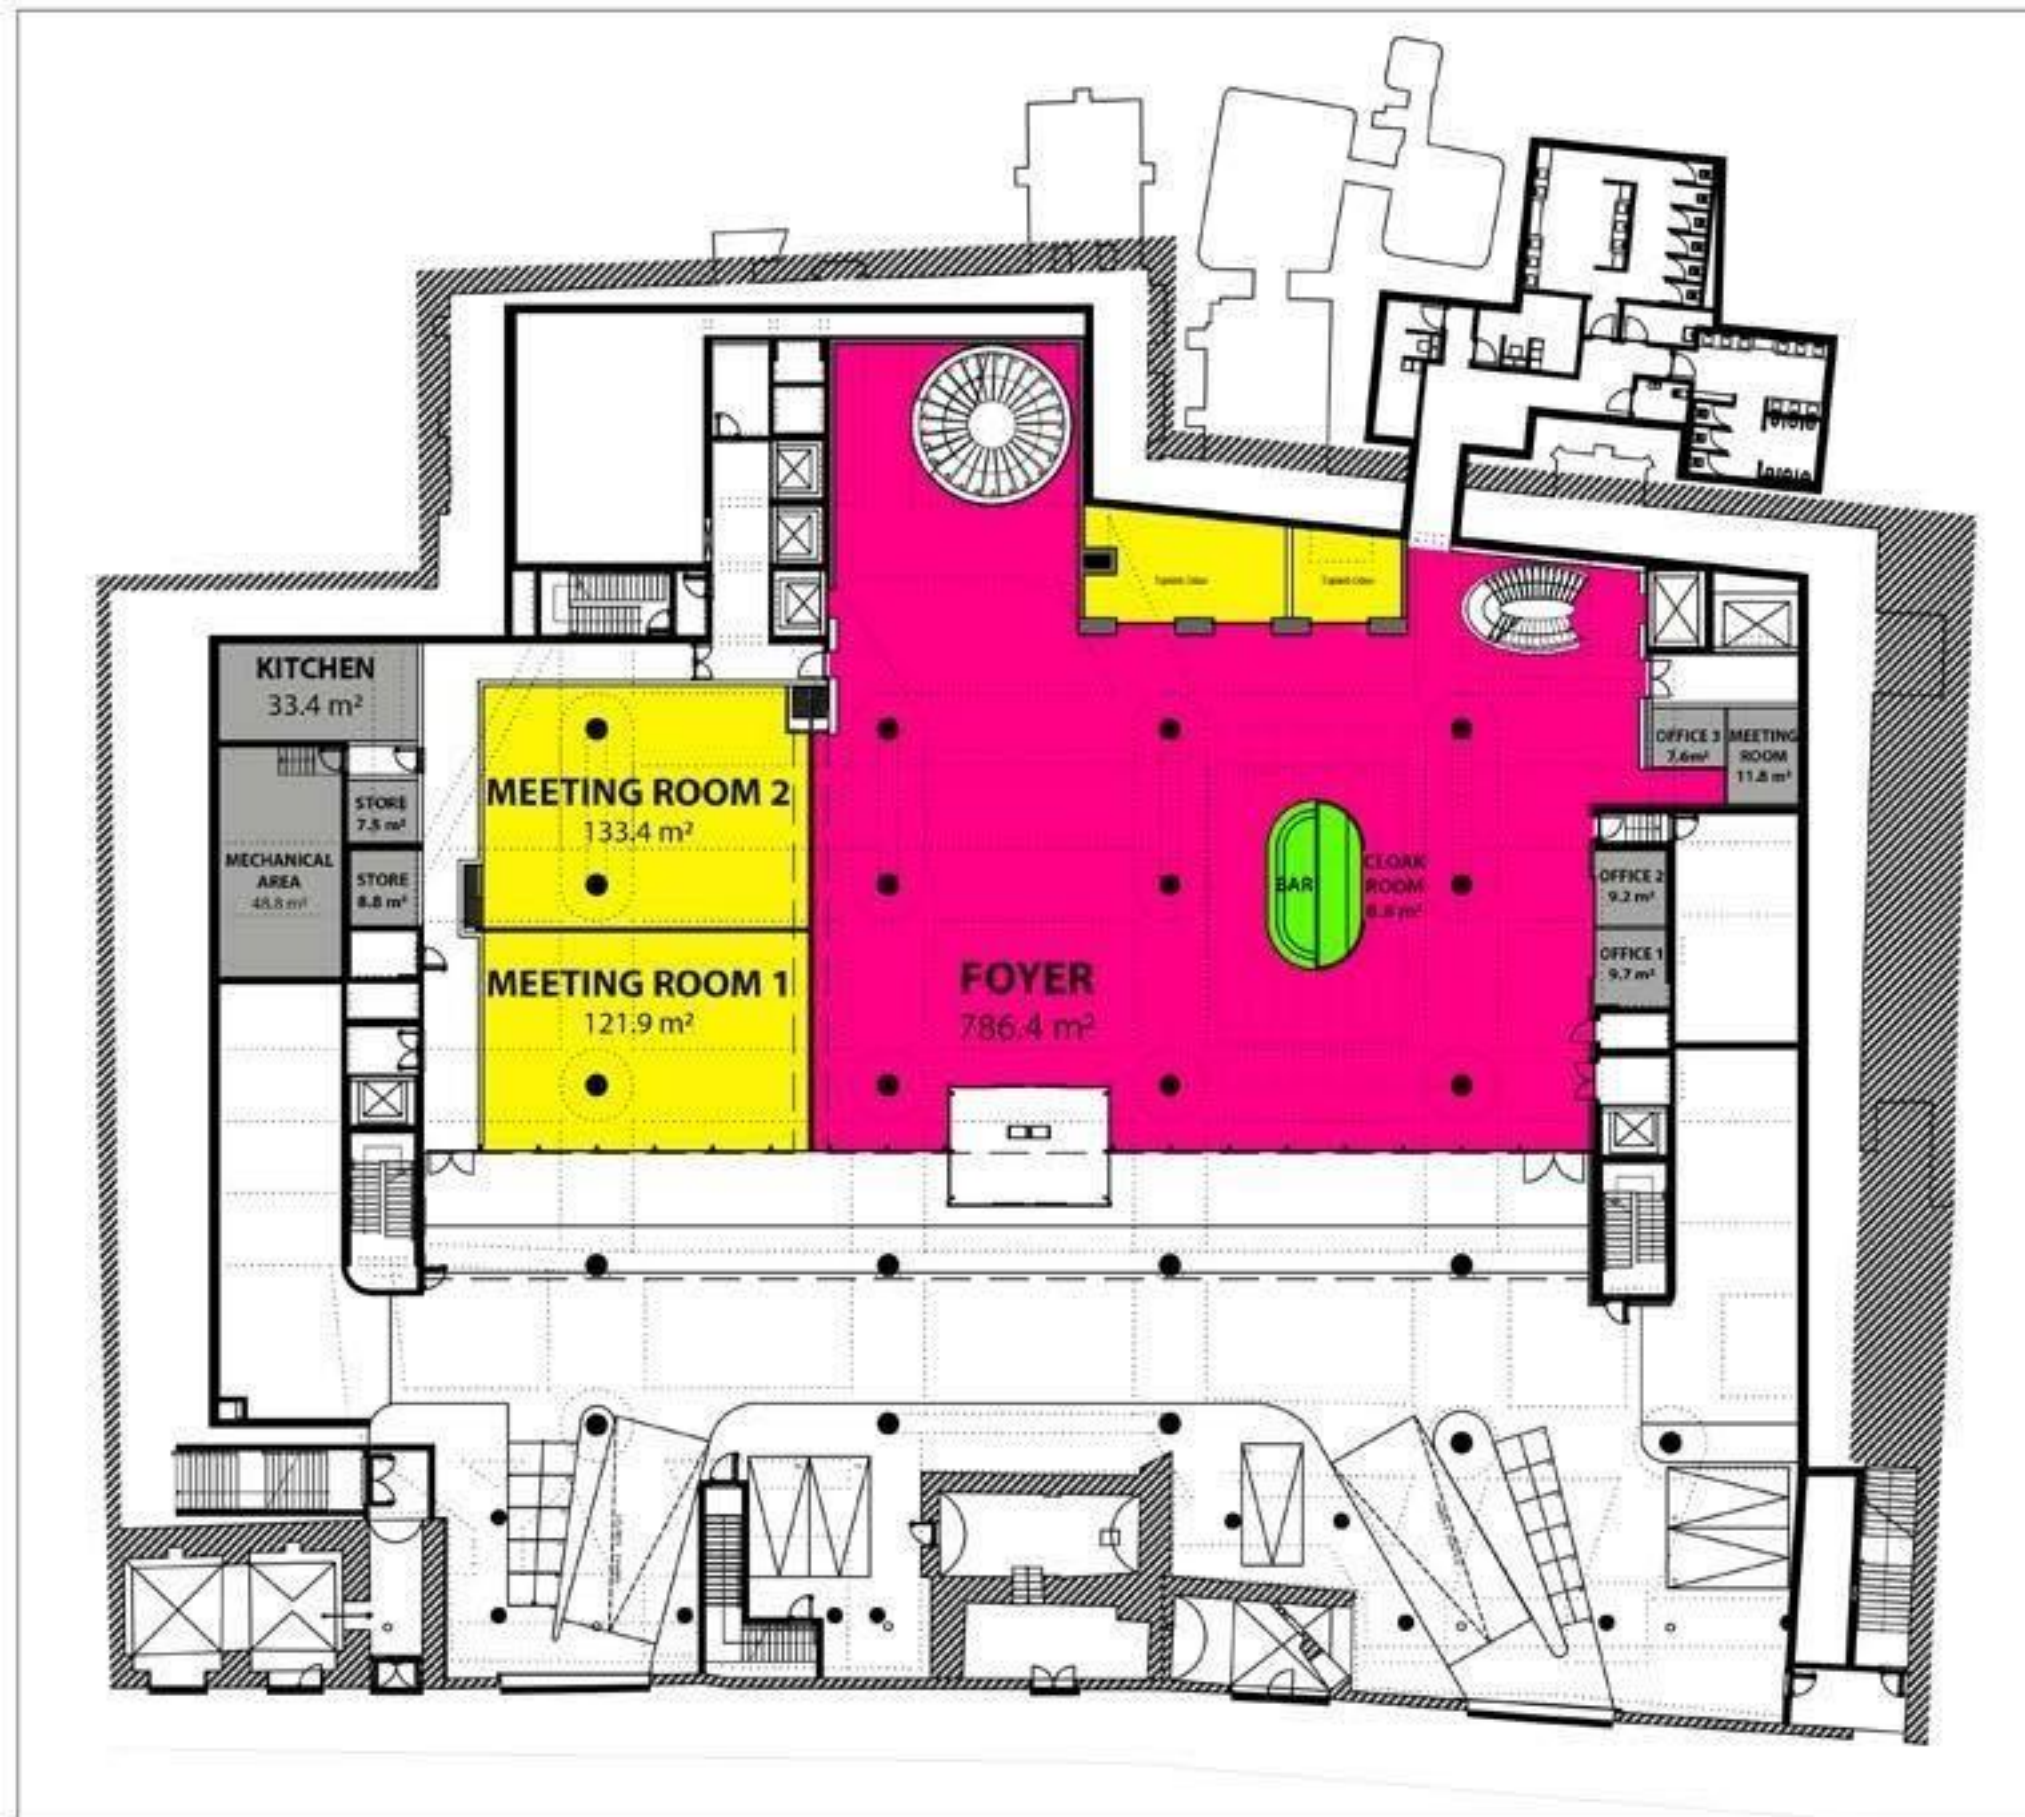 KITCHEN
33.4 m²
MECHANICAL
AREA
48.8 m²
STORE
7.5 m²
STORE
8.8 m²
MEETING ROOM 2
133.4 m²
MEETING ROOM 1
121.9 m²
FOYER
786.4 m²
BAR
CLOAK
ROOM
OFFICE 3
7.6m²
MEETING
ROOM
11.8 m²
OFFICE 2
9.2 m²
OFFICE 1
9.7 m²